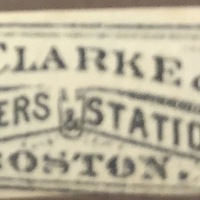 CLARKE &
ERS & STATIO
BOSTON.